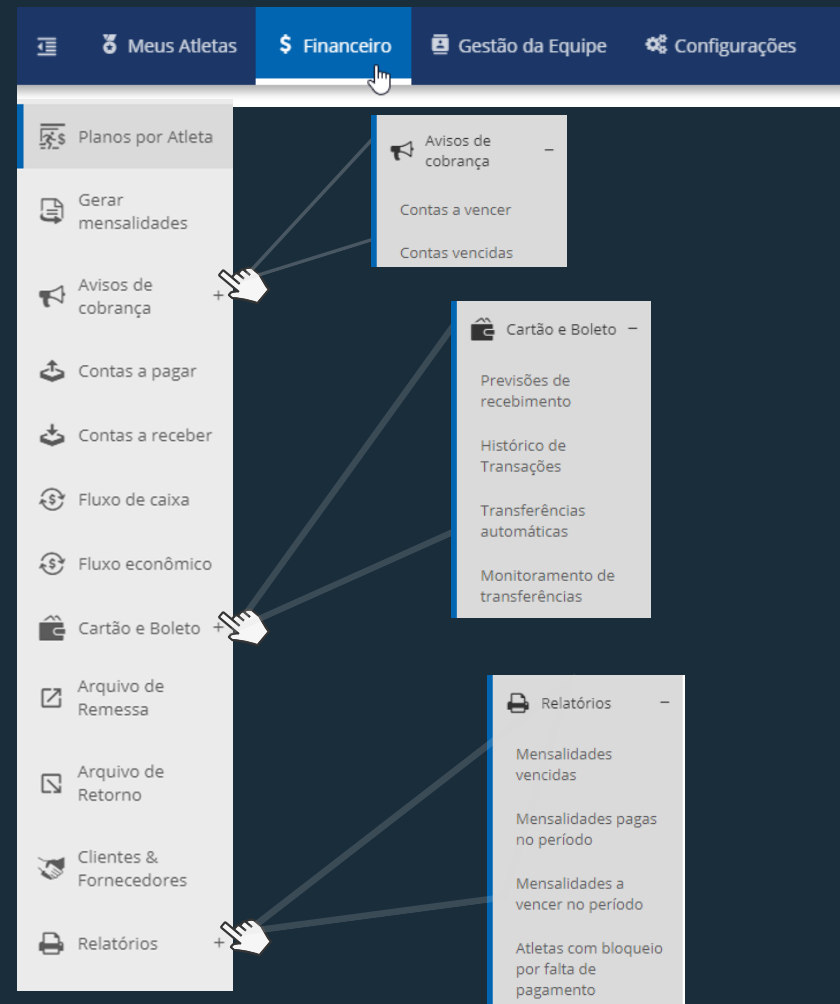 Meus Atletas
$ Financeiro
Gestão da Equipe
Configurações
Planos por Atleta
Gerar
mensalidades
Avisos de
cobrança
+
Contas a pagar
Contas a receber
Fluxo de caixa
Fluxo econômico
Cartão e Boleto +
Arquivo de
Remessa
Arquivo de
Retorno
Clientes &
Fornecedores
Relatórios +
Avisos de
cobrança
−
Contas a vencer
Contas vencidas
Cartão e Boleto −
Previsões de
recebimento
Histórico de
Transações
Transferências
automáticas
Monitoramento de
transferências
Relatórios −
Mensalidades
vencidas
Mensalidades pagas
no período
Mensalidades a
vencer no período
Atletas com bloqueio
por falta de
pagamento